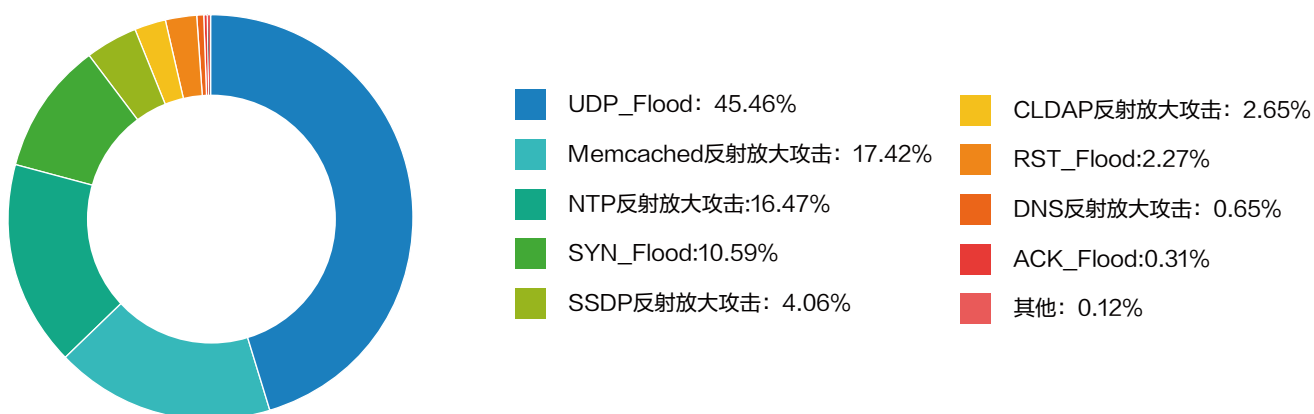 UDP_Flood：45.46%
Memcached反射放大攻击：17.42%
NTP反射放大攻击:16.47%
SYN_Flood:10.59%
SSDP反射放大攻击：4.06%
CLDAP反射放大攻击：2.65%
RST_Flood:2.27%
DNS反射放大攻击：0.65%
ACK_Flood:0.31%
其他：0.12%